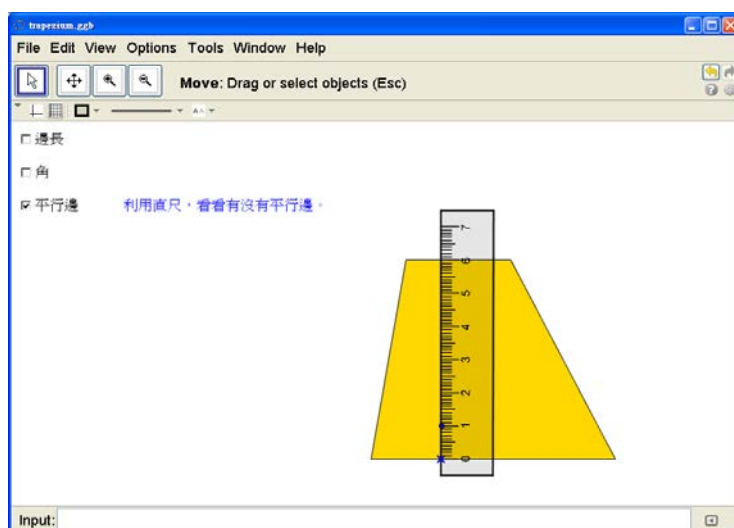 trapezium.ggb
File Edit View Options Tools Window Help
Move: Drag or select objects (Esc)
邊長
角
平行邊 利用直尺，看看有沒有平行邊。
7
6
5
4
3
2
1
0
Input: